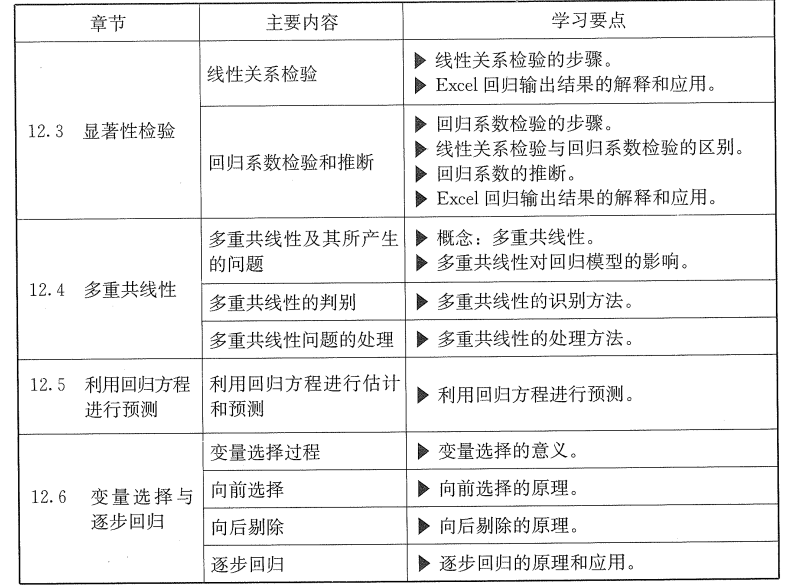 章节 主要内容 学习要点
12.3 显著性检验
线性关系检验
▶ 线性关系检验的步骤。
▶ Excel 回归输出结果的解释和应用。
回归系数检验和推断
▶ 回归系数检验的步骤。
▶ 线性关系检验与回归系数检验的区别。
▶ 回归系数的推断。
▶ Excel 回归输出结果的解释和应用。
12.4 多重共线性
多重共线性及其所产生
的问题
▶ 概念：多重共线性。
▶ 多重共线性对回归模型的影响。
多重共线性的判别
▶ 多重共线性的识别方法。
多重共线性问题的处理
▶ 多重共线性的处理方法。
12.5 利用回归方程
进行预测
利用回归方程进行估计
和预测
▶ 利用回归方程进行预测。
12.6 变量选择与
逐步回归
变量选择过程
▶ 变量选择的意义。
向前选择
▶ 向前选择的原理。
向后剔除
▶ 向后剔除的原理。
逐步回归
▶ 逐步回归的原理和应用。